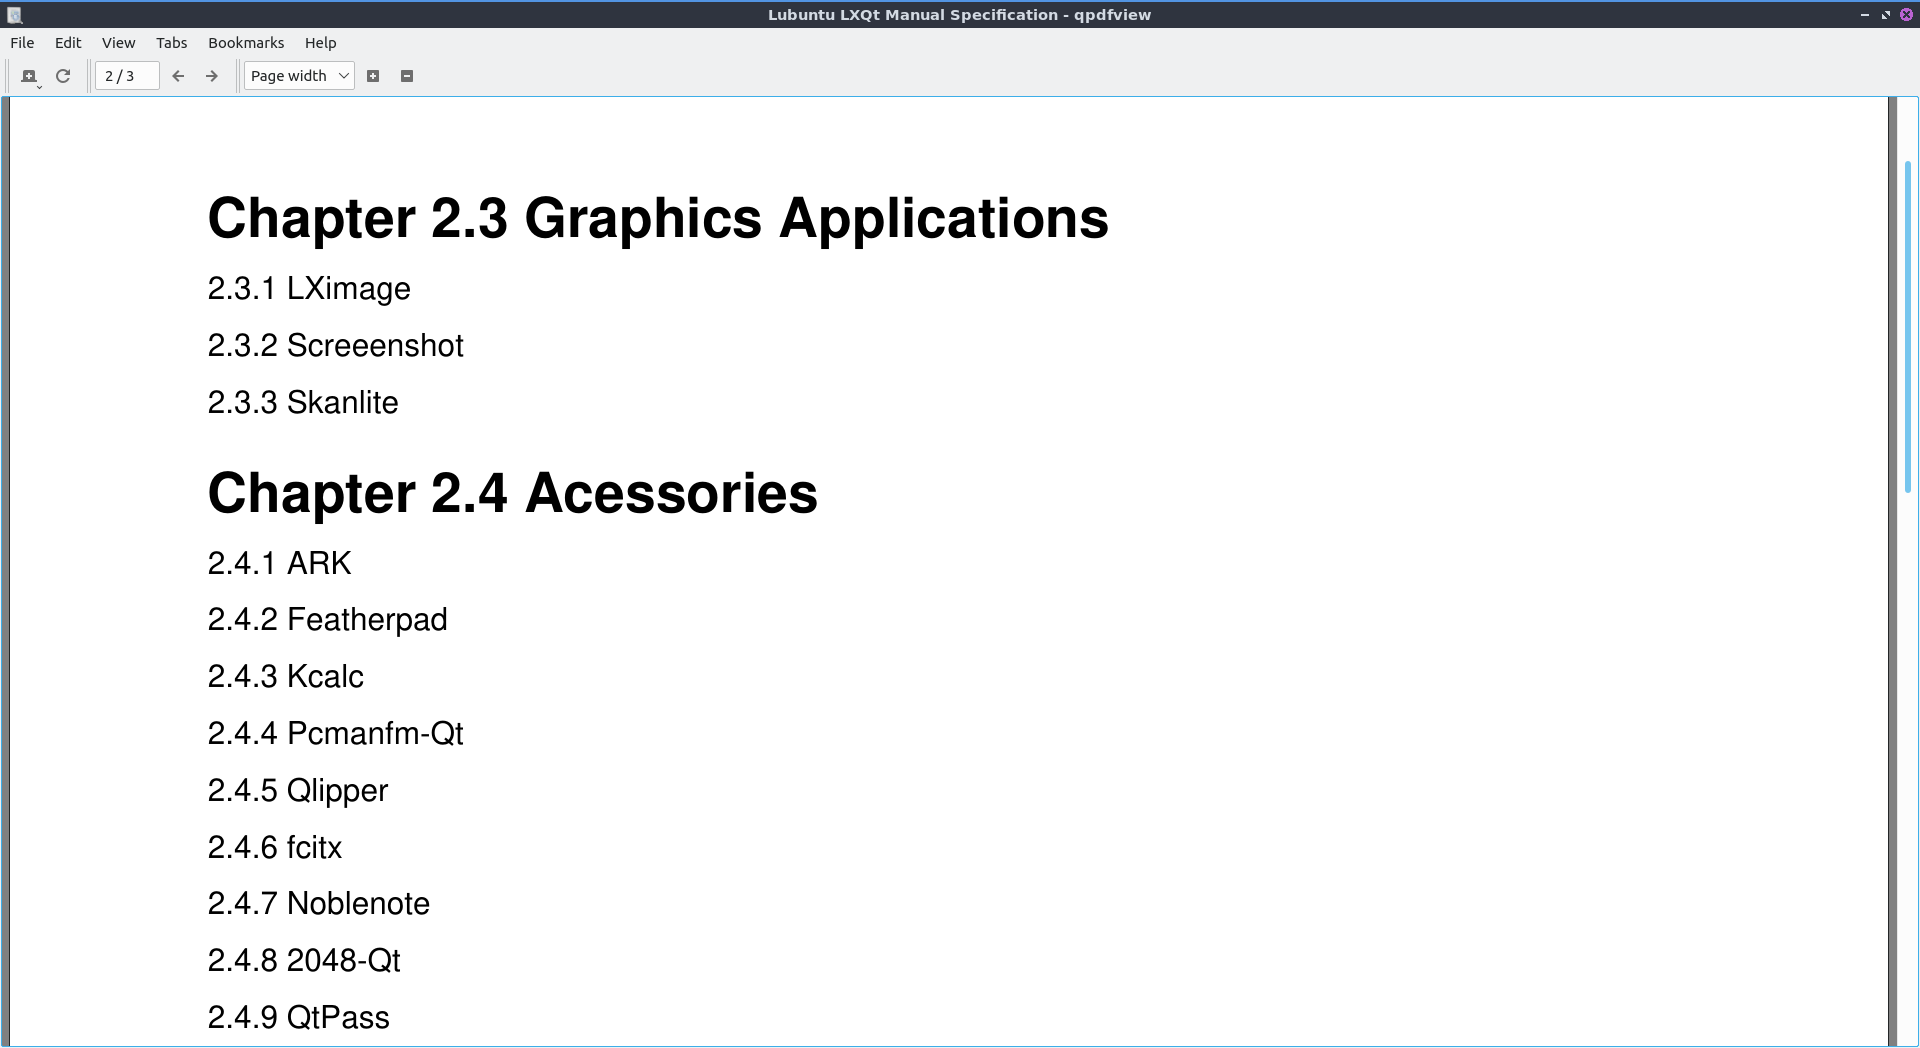 Lubuntu LXQt Manual Specification - qpdfview
File Edit View Tabs Bookmarks Help
2 / 3 Page width
Chapter 2.3 Graphics Applications
2.3.1 LXimage
2.3.2 Screeenshot
2.3.3 Skanlite
Chapter 2.4 Acessories
2.4.1 ARK
2.4.2 Featherpad
2.4.3 Kcalc
2.4.4 Pcmanfm-Qt
2.4.5 Qlipper
2.4.6 fcitx
2.4.7 Noblenote
2.4.8 2048-Qt
2.4.9 QtPass